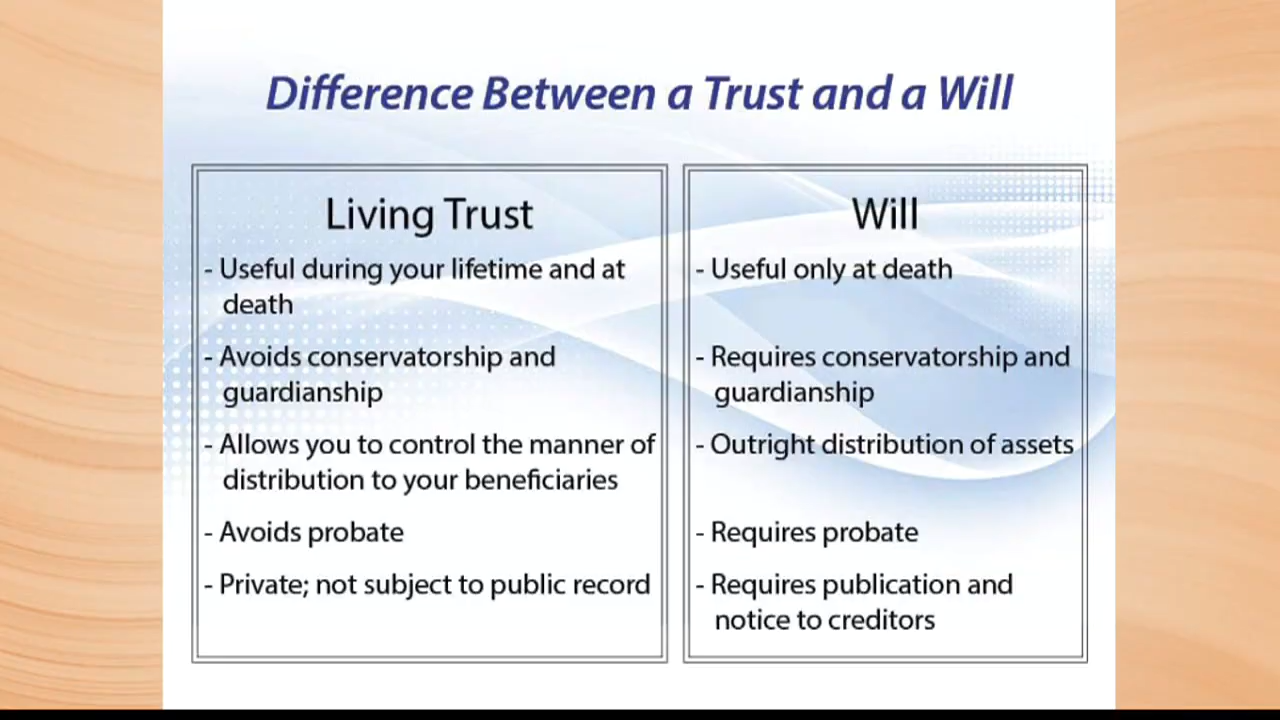 Difference Between a Trust and a Will
Living Trust
- Useful during your lifetime and at
death
- Avoids conservatorship and
guardianship
- Allows you to control the manner of
distribution to your beneficiaries
- Avoids probate
- Private; not subject to public record
Will
- Useful only at death
- Requires conservatorship and
guardianship
- Outright distribution of assets
- Requires probate
- Requires publication and
notice to creditors